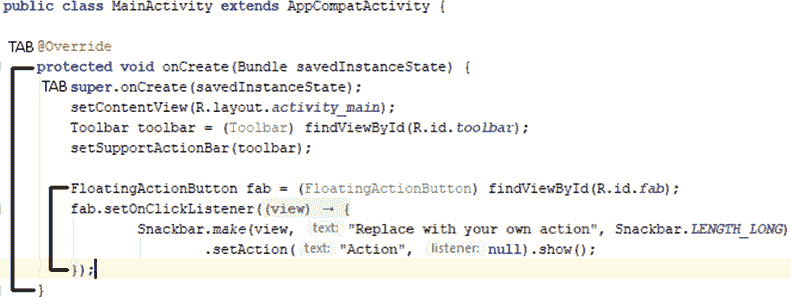 public class MainActivity extends AppCompatActivity {
TAB @Override
protected void onCreate(Bundle savedInstanceState) {
TAB super.onCreate(savedInstanceState);
setContentView(R.layout.activity_main);
Toolbar toolbar = (Toolbar) findViewById(R.id.toolbar);
setSupportActionBar(toolbar);
FloatingActionButton fab = (FloatingActionButton) findViewById(R.id.fab);
fab.setOnClickListener((view) → {
Snackbar.make(view, text: "Replace with your own action", Snackbar.LENGTH_LONG)
.setAction( text: "Action", listener: null).show();
});
}